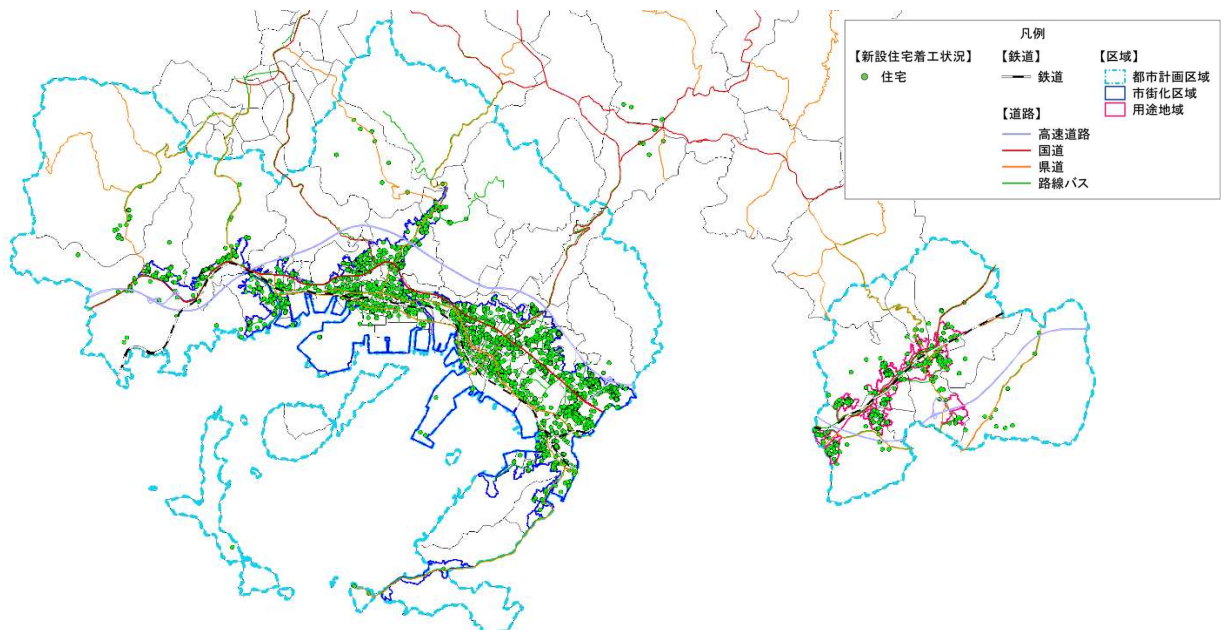 凡例
【新設住宅着工状況】
住宅
【鉄道】
鉄道
【道路】
高速道路
国道
県道
路線バス
【区域】
都市計画区域
市街化区域
用途地域